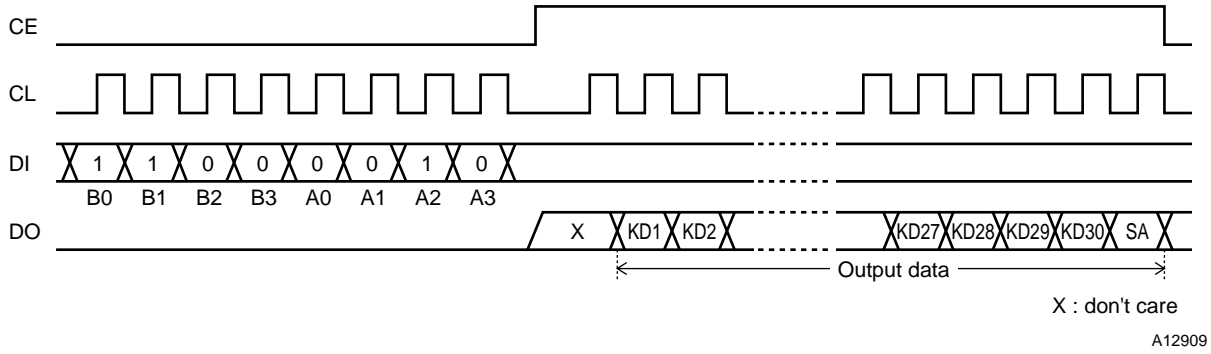 CE
CL
DI 1 1 0 0 0 0 1 0
B0 B1 B2 B3 A0 A1 A2 A3
DO X KD1 KD2 KD27 KD28 KD29 KD30 SA
Output data
X : don't care
A12909